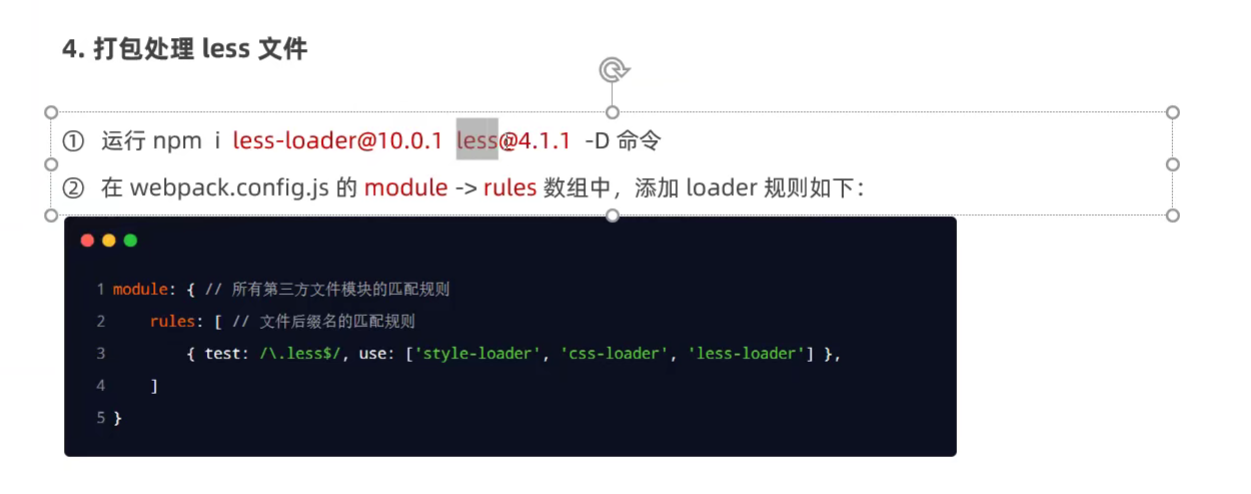 4. 打包处理 less 文件
① 运行 npm i less-loader@10.0.1 less@4.1.1 -D 命令
② 在 webpack.config.js 的 module -> rules 数组中，添加 loader 规则如下：
1 module: { // 所有第三方文件模块的匹配规则
2     rules: [ // 文件后缀名的匹配规则
3         { test: /\.less$/, use: ['style-loader', 'css-loader', 'less-loader'] },
4     ]
5 }